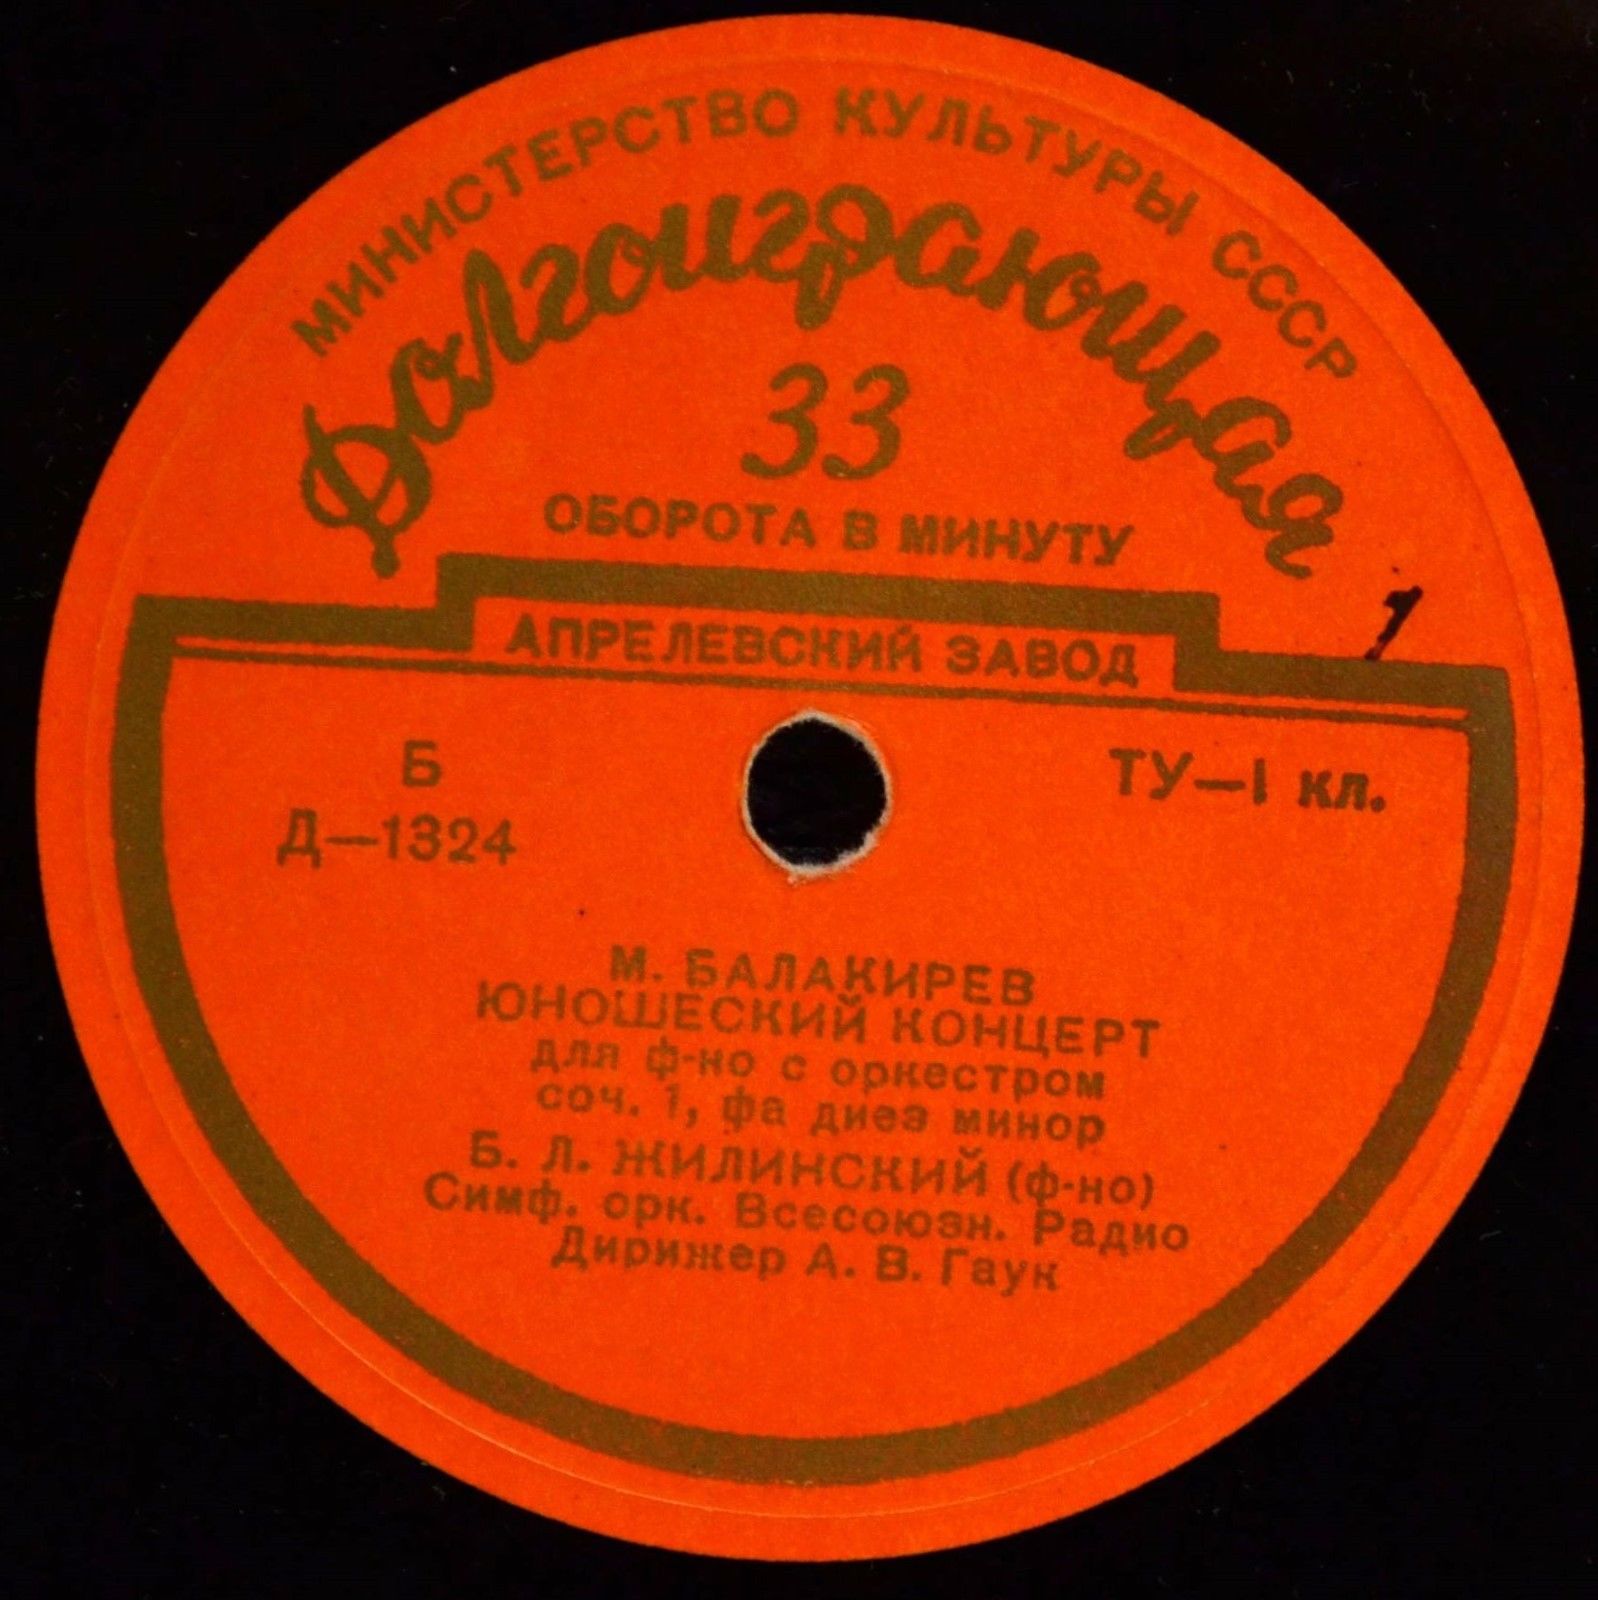 МИНИСТЕРСТВО КУЛЬТУРЫ СССР
Долгоиграющая
33
ОБОРОТА В МИНУТУ
1
АПРЕЛЕВСКИЙ ЗАВОД
Б
Д—1324
ТУ—1 кл.
М. БАЛАКИРЕВ
ЮНОШЕСКИЙ КОНЦЕРТ
для ф-но с оркестром
соч. 1, фа диез минор
Б. Л. ЖИЛИНСКИЙ (ф-но)
Симф. орк. Всесоюзн. Радио
Дирижер А. В. Гаук